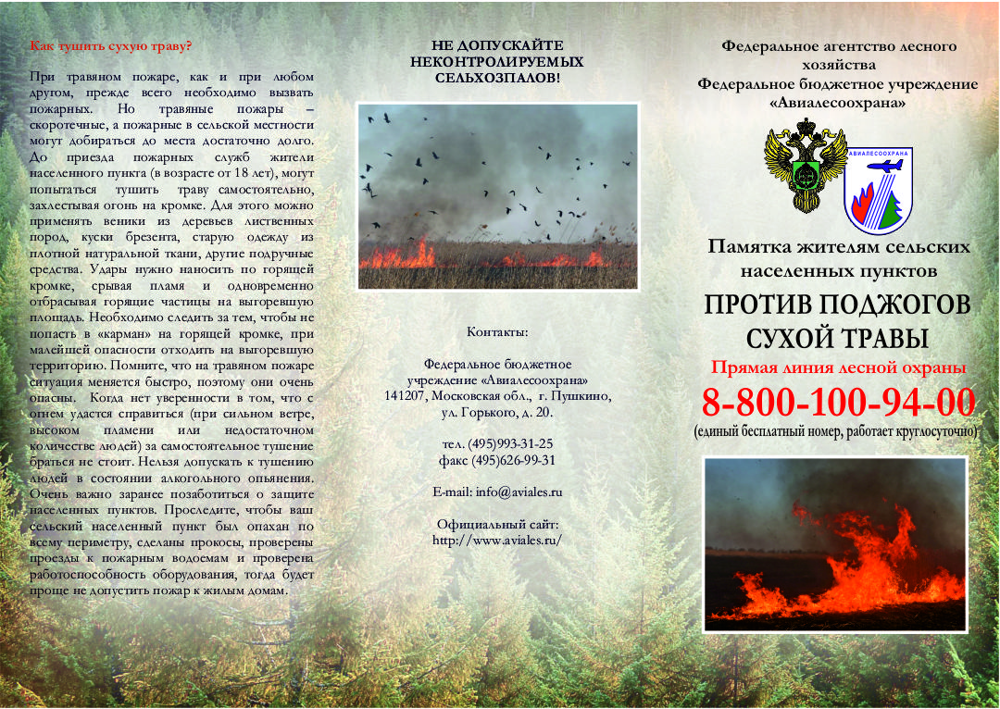 Как тушить сухую траву?
При травяном пожаре, как и при любом
другом, прежде всего необходимо вызвать
пожарных. Но травяные пожары –
скоротечные, а пожарные в сельской местности
могут добираться до места достаточно долго.
До приезда пожарных служб жители
населенного пункта (в возрасте от 18 лет), могут
попытаться тушить траву самостоятельно,
захлестывая огонь на кромке. Для этого можно
применять веники из деревьев лиственных
пород, куски брезента, старую одежду из
плотной натуральной ткани, другие подручные
средства. Удары нужно наносить по горящей
кромке, срывая пламя и одновременно
отбрасывая горящие частицы на выгоревшую
площадь. Необходимо следить за тем, чтобы не
попасть в «карман» на горящей кромке, при
малейшей опасности отходить на выгоревшую
территорию. Помните, что на травяном пожаре
ситуация меняется быстро, поэтому они очень
опасны. Когда нет уверенности в том, что с
огнем удастся справиться (при сильном ветре,
высоком пламени или недостаточном
количестве людей) за самостоятельное тушение
браться не стоит. Нельзя допускать к тушению
людей в состоянии алкогольного опьянения.
Очень важно заранее позаботиться о защите
населенных пунктов. Проследите, чтобы ваш
сельский населенный пункт был опахан по
всему периметру, сделаны прокосы, проверены
проезды к пожарным водоемам и проверена
работоспособность оборудования, тогда будет
проще не допустить пожар к жилым домам.
НЕ ДОПУСКАЙТЕ
НЕКОНТРОЛИРУЕМЫХ
СЕЛЬХОЗПАЛОВ!
Контакты:
Федеральное бюджетное
учреждение «Авиалесоохрана»
141207, Московская обл., г. Пушкино,
ул. Горького, д. 20.
тел. (495)993-31-25
факс (495)626-99-31
E-mail: info@aviales.ru
Официальный сайт:
http://www.aviales.ru/
Федеральное агентство лесного
хозяйства
Федеральное бюджетное учреждение
«Авиалесоохрана»
АВИАЛЕСООХРАНА
Памятка жителям сельских
населенных пунктов
ПРОТИВ ПОДЖОГОВ
СУХОЙ ТРАВЫ
Прямая линия лесной охраны
8-800-100-94-00
(единый бесплатный номер, работает круглосуточно)